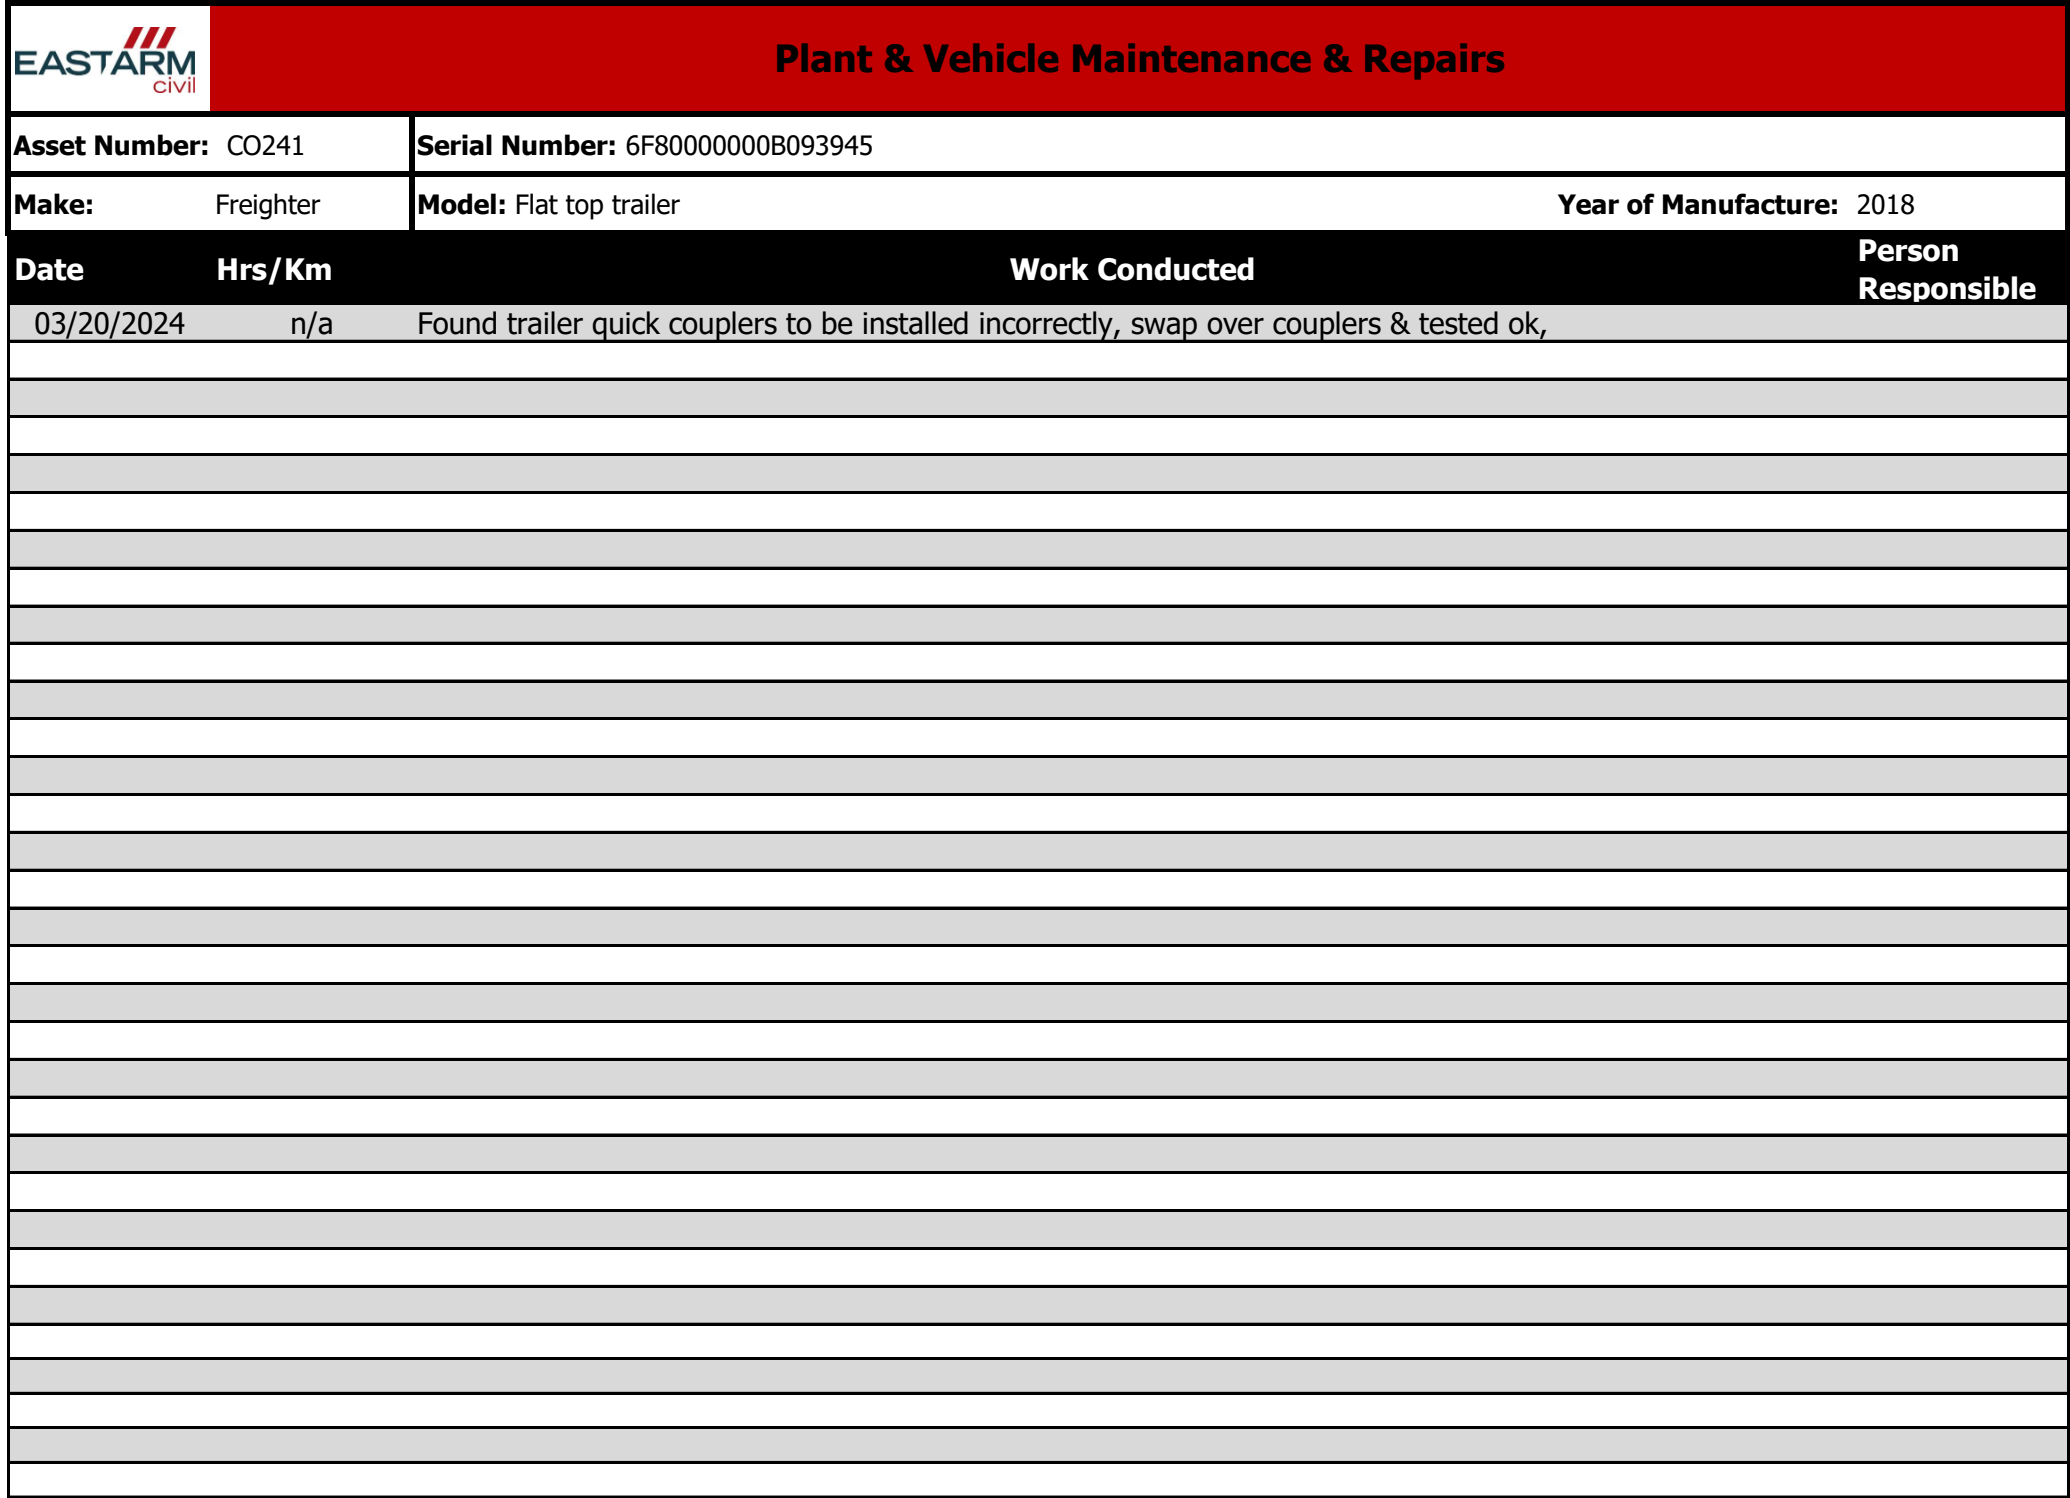 EASTARM
civil
Plant & Vehicle Maintenance & Repairs
Asset Number: CO241 Serial Number: 6F80000000B093945
Make: Freighter Model: Flat top trailer Year of Manufacture: 2018
Date Hrs/Km Work Conducted Person Responsible
03/20/2024 n/a Found trailer quick couplers to be installed incorrectly, swap over couplers & tested ok,